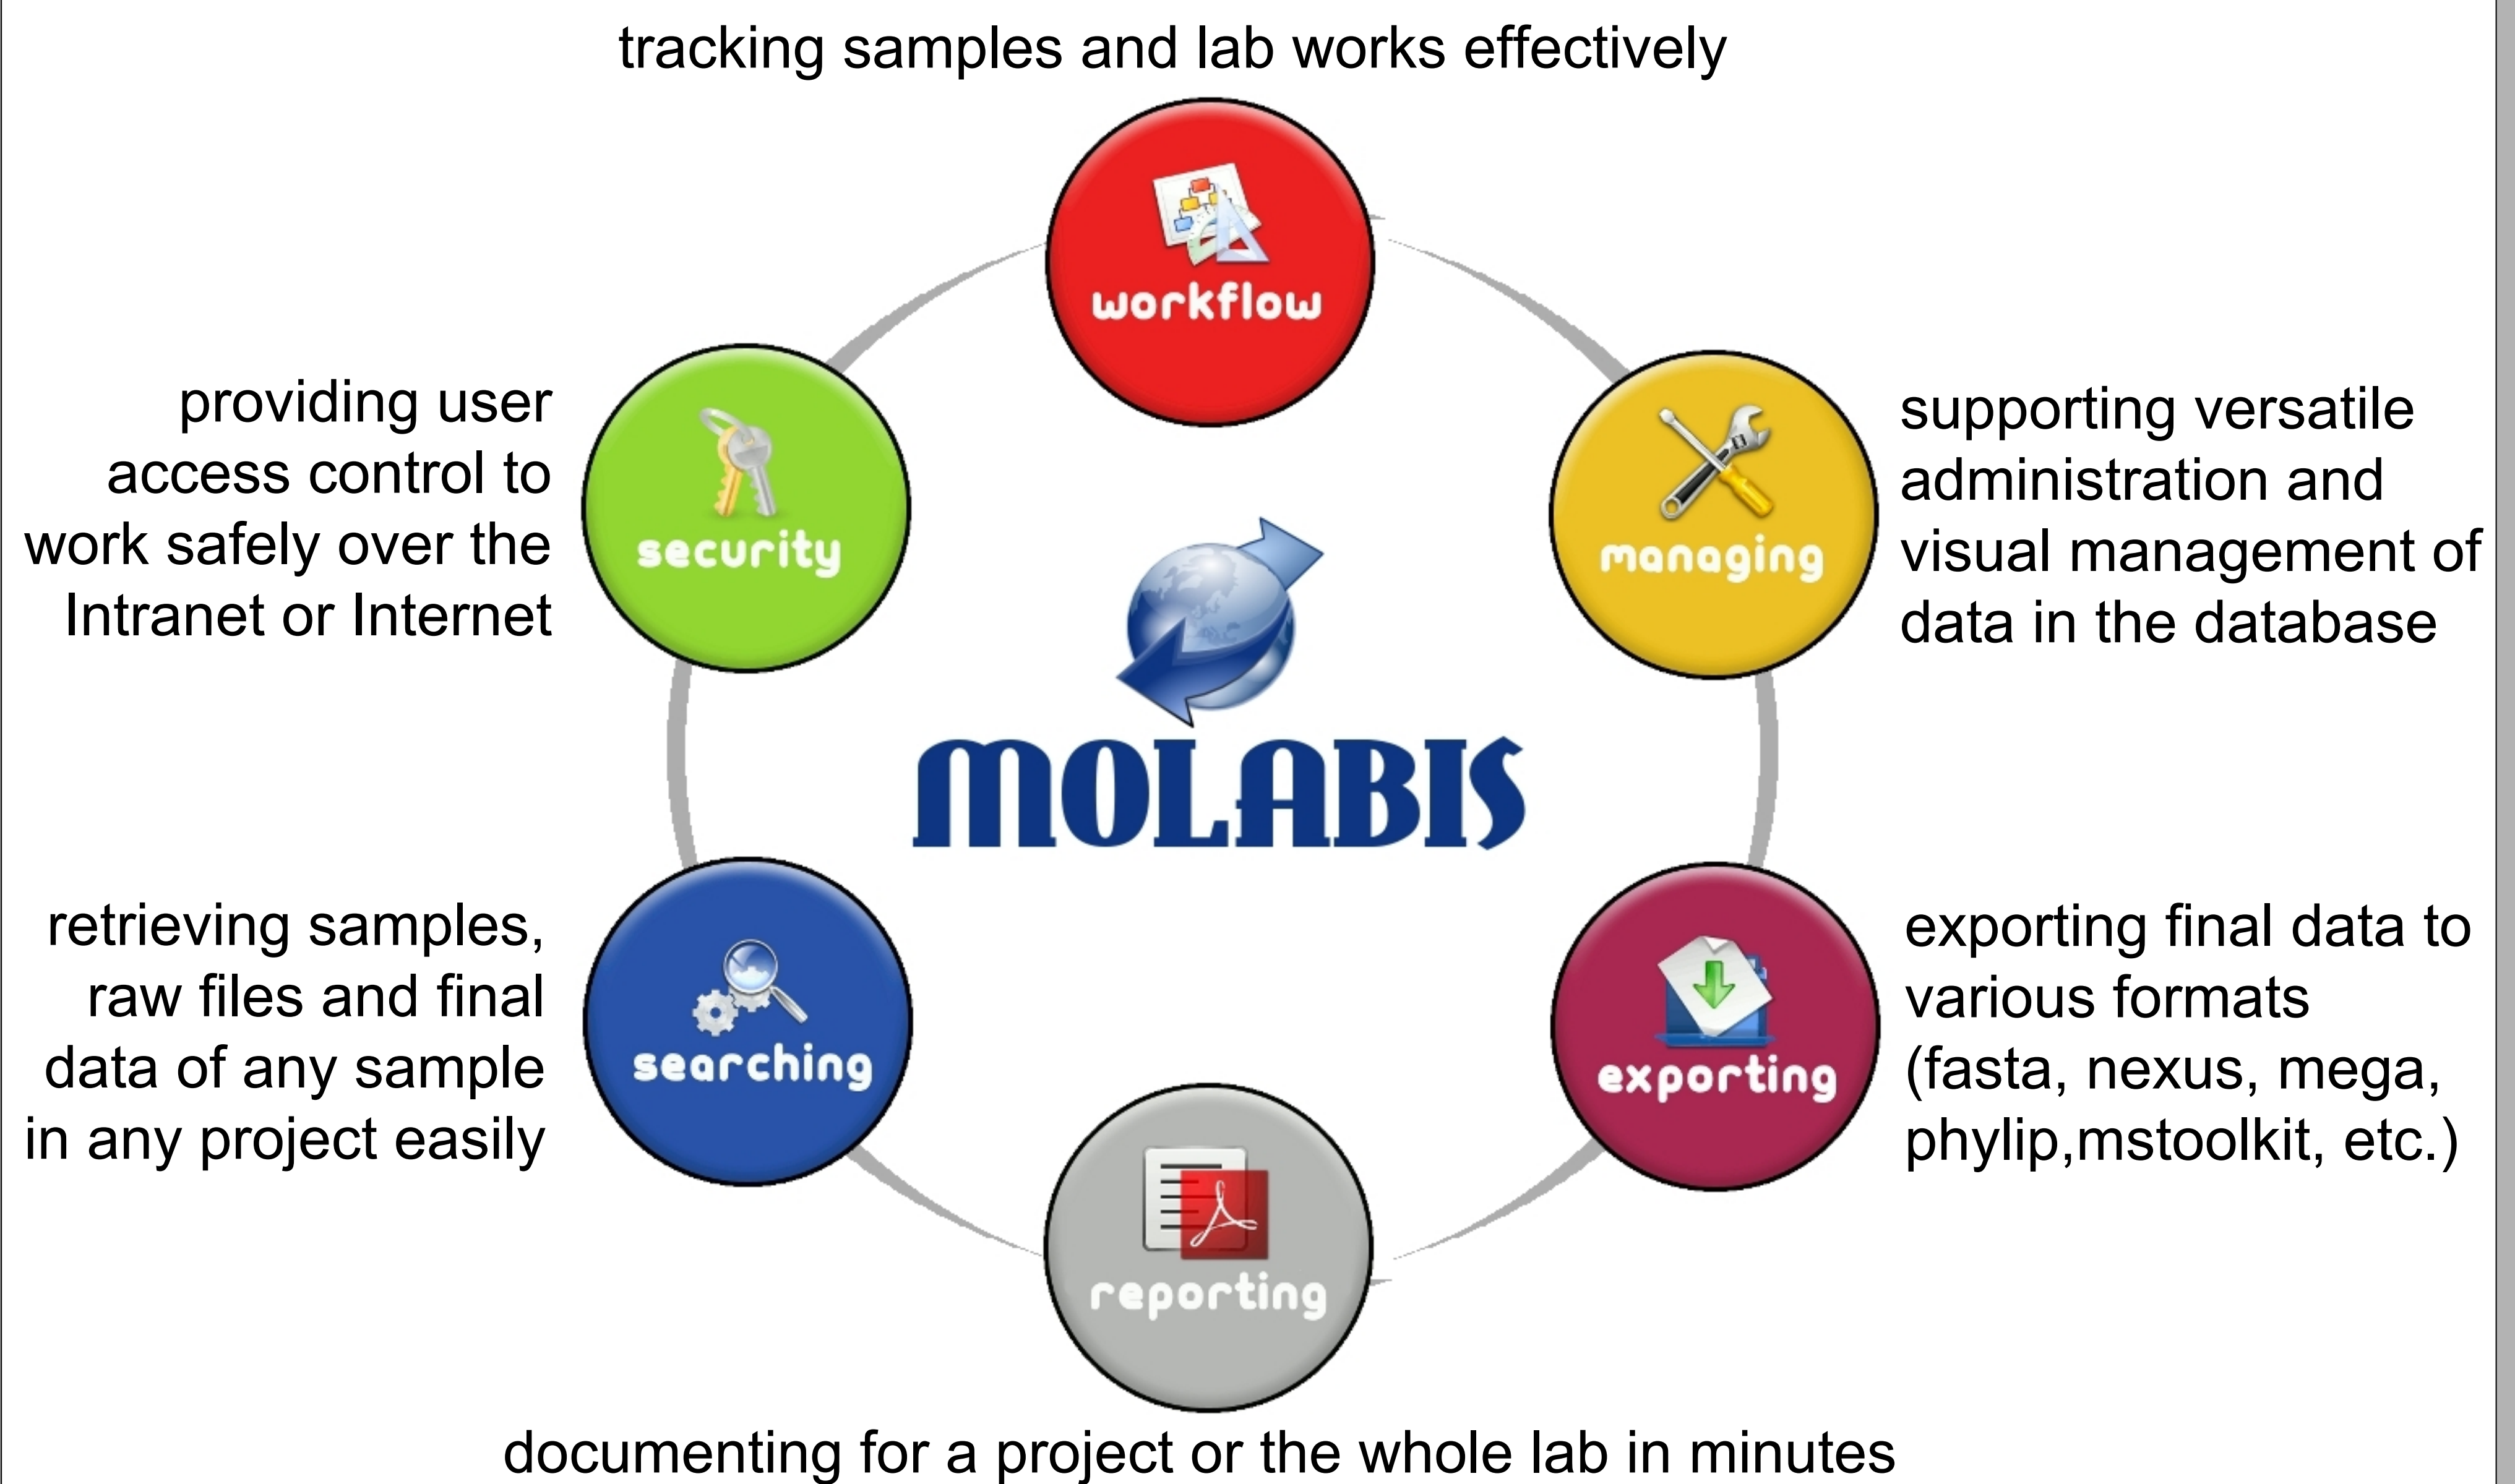 tracking samples and lab works effectively
workflow
providing user
access control to
work safely over the
Intranet or Internet
security
managing
supporting versatile
administration and
visual management of
data in the database
MOLABIS
retrieving samples,
raw files and final
data of any sample
in any project easily
searching
exporting
exporting final data to
various formats
(fasta, nexus, mega,
phylip,mstoolkit, etc.)
reporting
documenting for a project or the whole lab in minutes